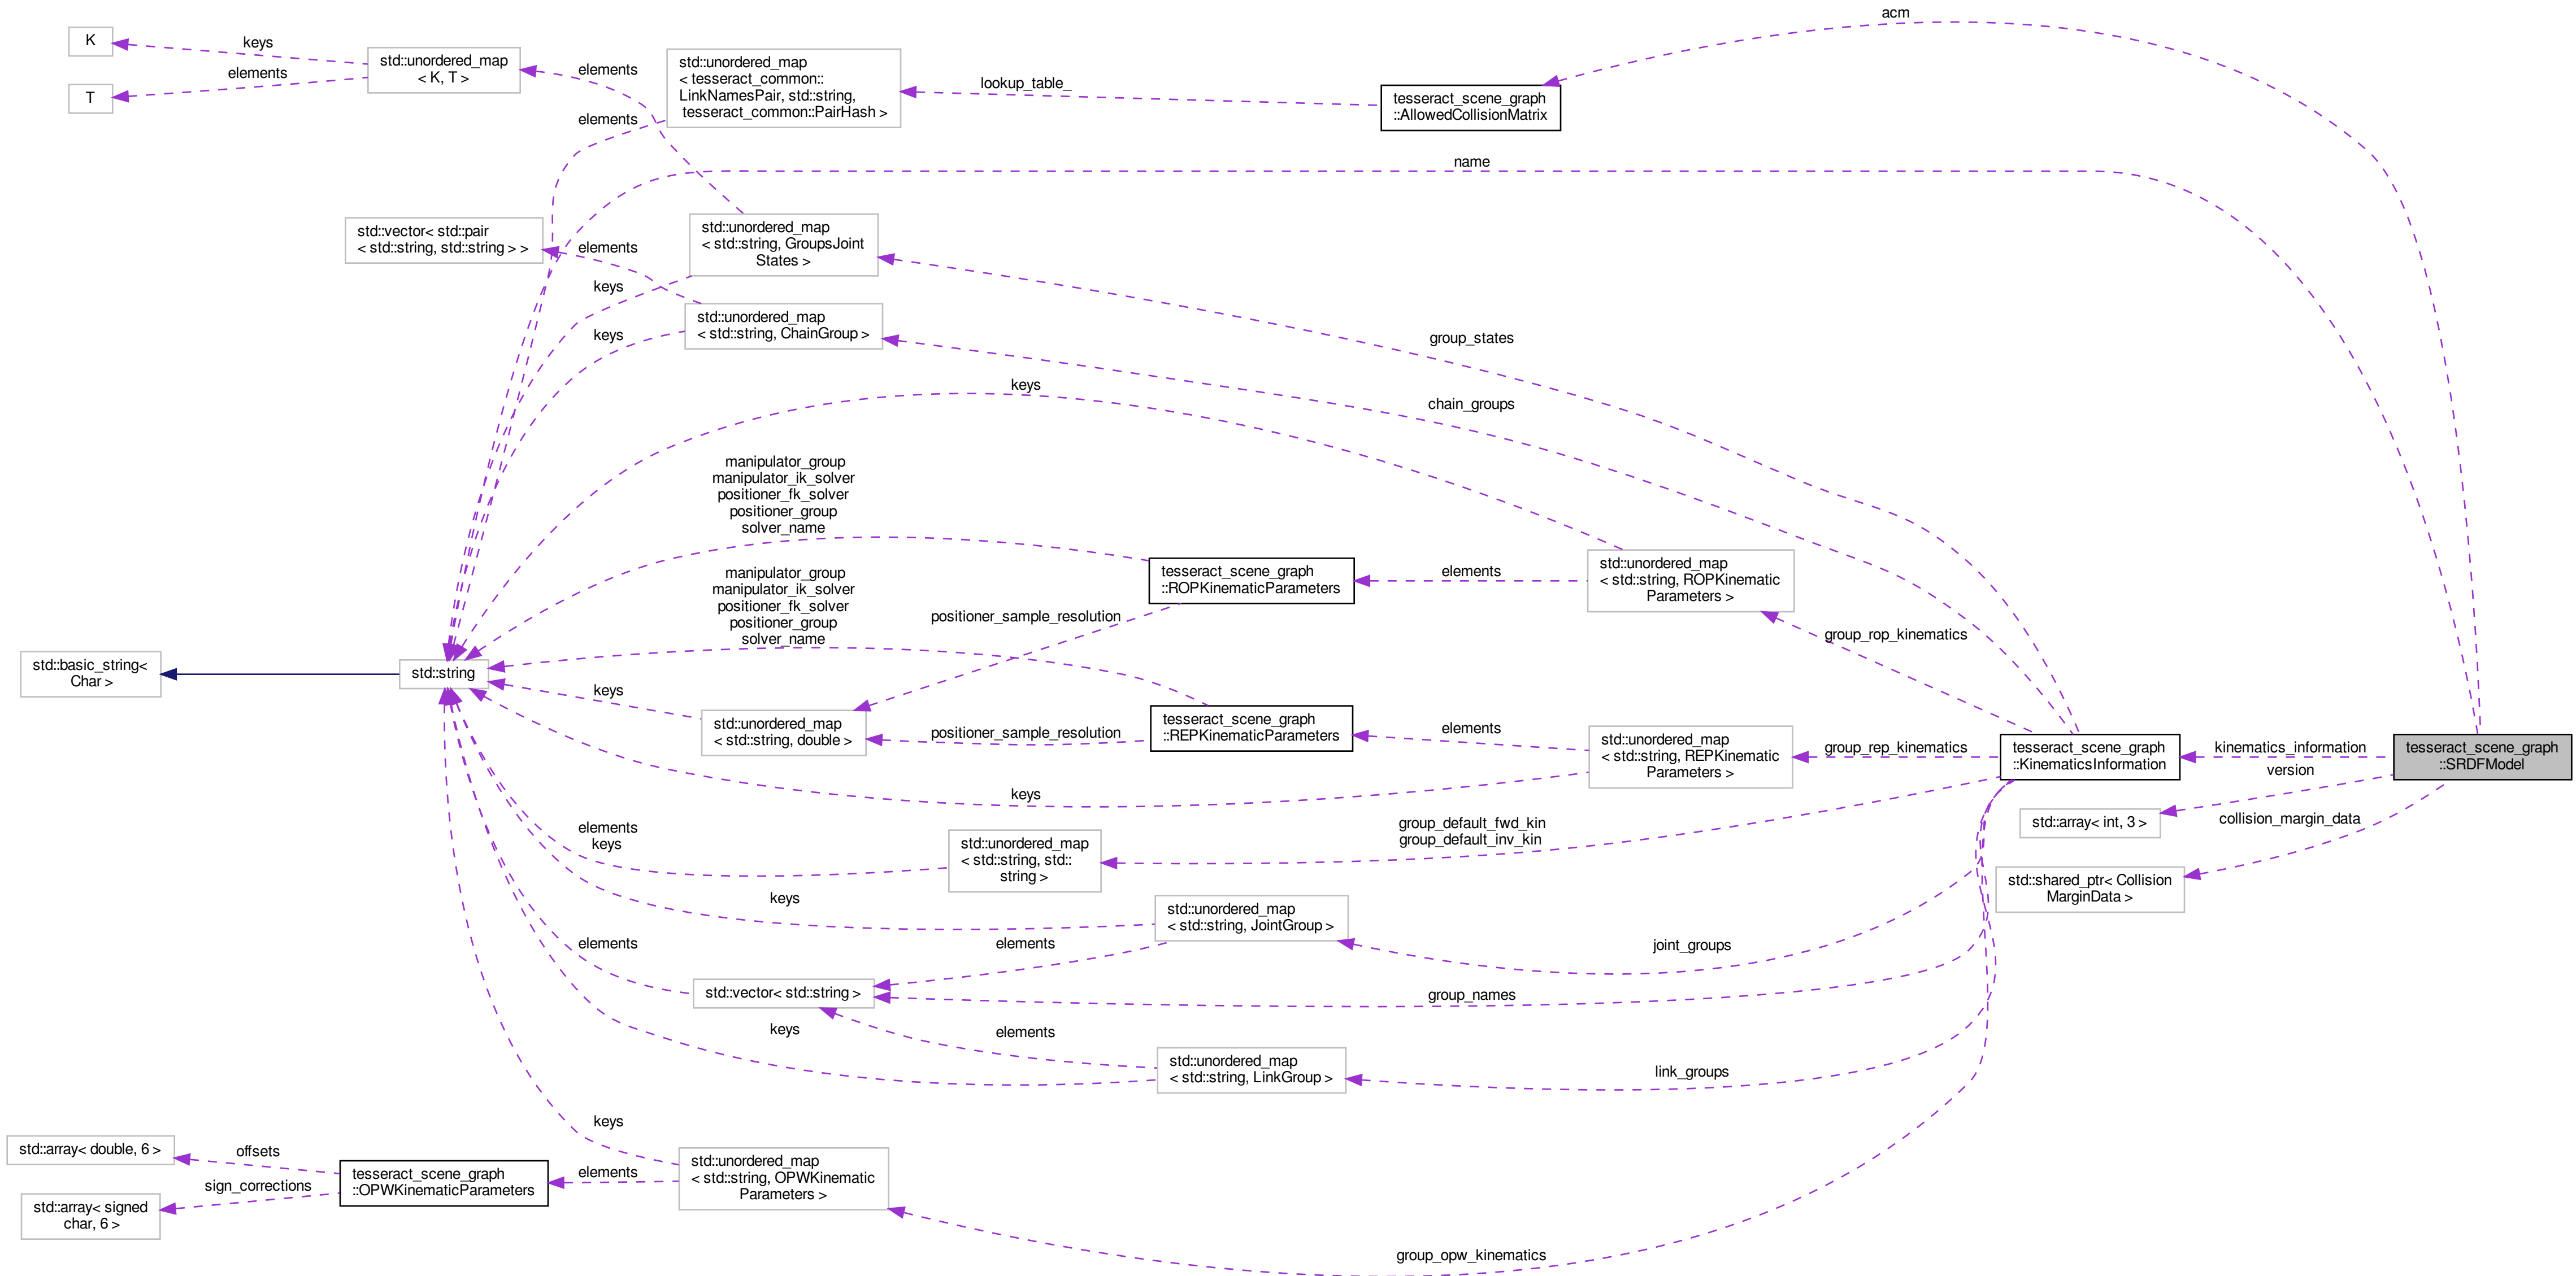 acm
K
keys
std::unordered_map
< K, T >
elements
T
elements
std::unordered_map
< tesseract_common::
LinkNamesPair, std::string,
tesseract_common::PairHash >
lookup_table_
tesseract_scene_graph
::AllowedCollisionMatrix
elements
name
std::vector< std::pair
< std::string, std::string > >
elements
std::unordered_map
< std::string, GroupsJoint
States >
keys
std::unordered_map
< std::string, ChainGroup >
keys
group_states
keys
chain_groups
manipulator_group
manipulator_ik_solver
positioner_fk_solver
positioner_group
solver_name
tesseract_scene_graph
::ROPKinematicParameters
elements
std::unordered_map
< std::string, ROPKinematic
Parameters >
manipulator_group
manipulator_ik_solver
positioner_fk_solver
positioner_group
solver_name
positioner_sample_resolution
group_rop_kinematics
std::basic_string<
Char >
std::string
keys
std::unordered_map
< std::string, double >
positioner_sample_resolution
tesseract_scene_graph
::REPKinematicParameters
elements
std::unordered_map
< std::string, REPKinematic
Parameters >
group_rep_kinematics
tesseract_scene_graph
::KinematicsInformation
kinematics_information
version
tesseract_scene_graph
::SRDFModel
keys
std::array< int, 3 >
collision_margin_data
elements
keys
std::unordered_map
< std::string, std::
string >
group_default_fwd_kin
group_default_inv_kin
std::shared_ptr< Collision
MarginData >
keys
std::unordered_map
< std::string, JointGroup >
elements
elements
joint_groups
std::vector< std::string >
group_names
keys
elements
std::unordered_map
< std::string, LinkGroup >
link_groups
keys
std::array< double, 6 >
offsets
sign_corrections
std::array< signed
char, 6 >
tesseract_scene_graph
::OPWKinematicParameters
elements
std::unordered_map
< std::string, OPWKinematic
Parameters >
group_opw_kinematics